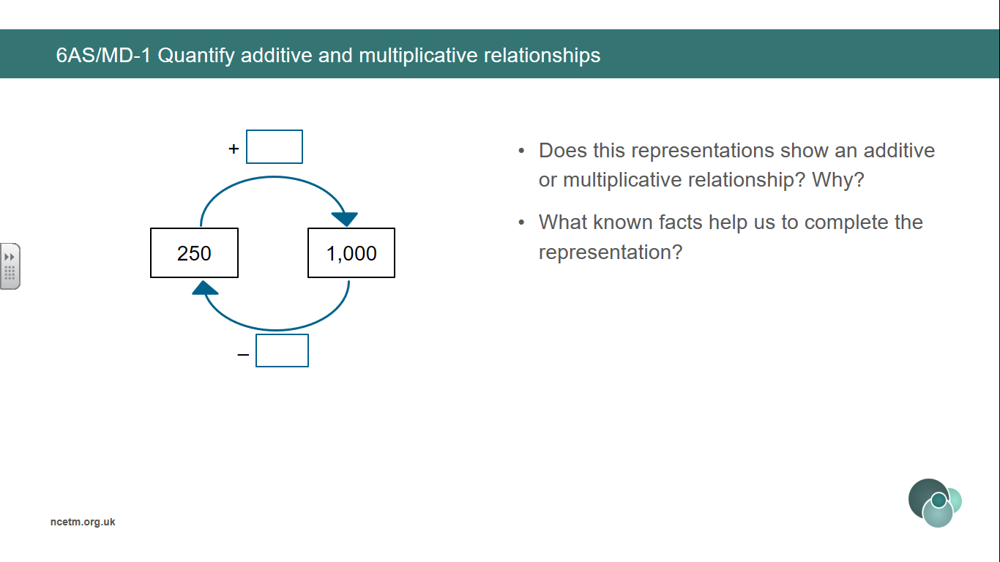 6AS/MD-1 Quantify additive and multiplicative relationships
+
250
1,000
–
• Does this representations show an additive
or multiplicative relationship? Why?
• What known facts help us to complete the
representation?
ncetm.org.uk